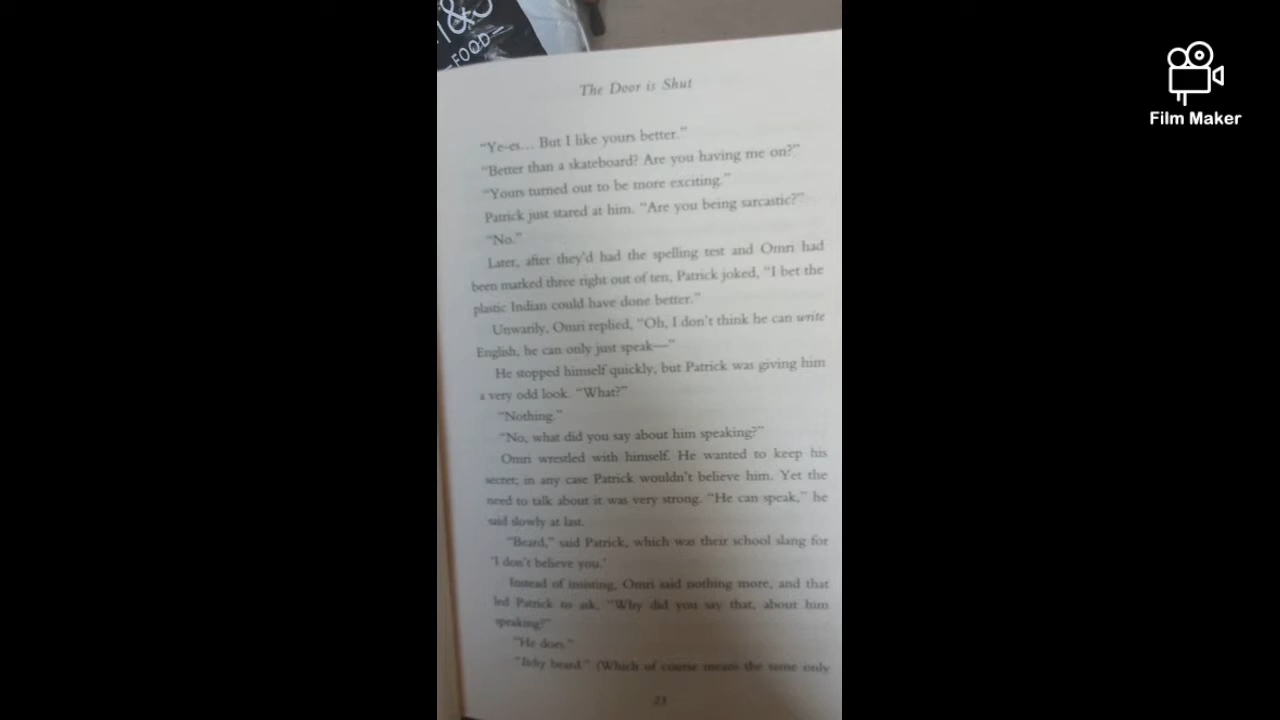 &S
FOOD
Film Maker
The Door is Shut
"Ye-es... But I like yours better."
"Better than a skateboard? Are you having me on?"
"Yours turned out to be more exciting."
Patrick just stared at him. "Are you being sarcastic?"
"No."
Later, after they'd had the spelling test and Omri had
been marked three right out of ten, Patrick joked, "I bet the
plastic Indian could have done better."
Unwarily, Omri replied, "Oh, I don't think he can write
English, he can only just speak—"
He stopped himself quickly, but Patrick was giving him
a very odd look. "What?"
"Nothing."
"No, what did you say about him speaking?"
Omri wrestled with himself. He wanted to keep his
secret; in any case Patrick wouldn't believe him. Yet the
need to talk about it was very strong. "He can speak," he
said slowly at last.
"Beard," said Patrick, which was their school slang for
'I don't believe you.'
Instead of insisting, Omri said nothing more, and that
led Patrick to ask, "Why did you say that, about him
speaking?"
"He does."
"Itchy beard." (Which of course means the same only
23